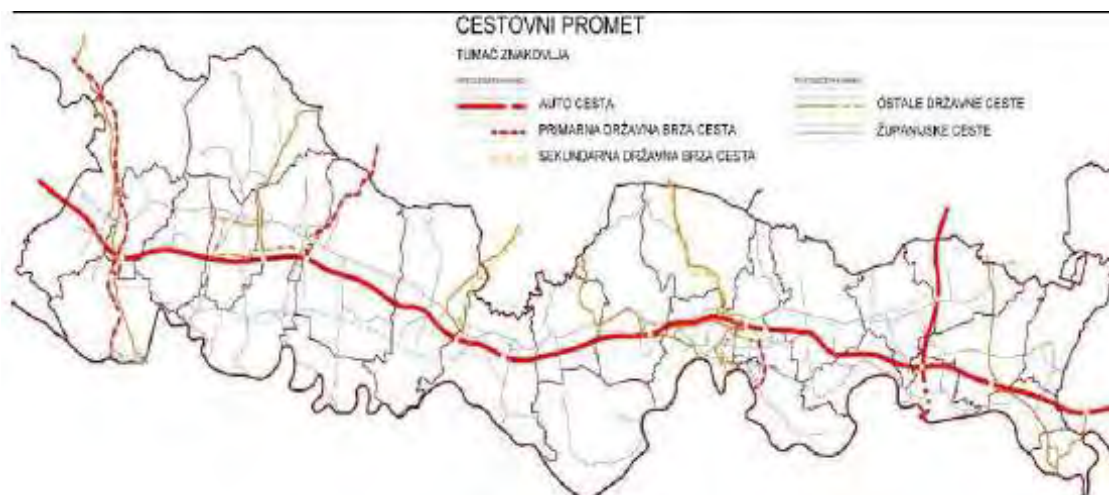 CESTOVNI PROMET
TUMAČ ZNAKOVLJA
AUTO CESTA
PRIMARNA DRŽAVNA BRZA CESTA
SEKUNDARNA DRŽAVNA BRZA CESTA
OSTALE DRŽAVNE CESTE
ŽUPANIJSKE CESTE